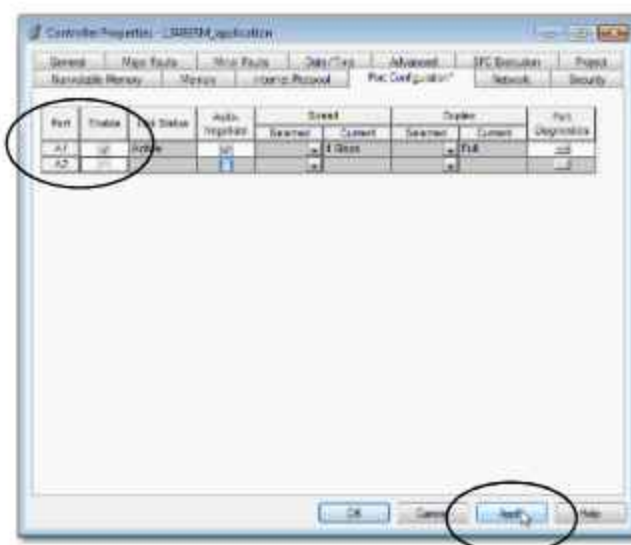 Controller Properties - 
General Major Faults Minor Faults Date/Time Advanced SFC Execution Project
Nonvolatile Memory Memory Internet Protocol Port Configuration* Network Security
Port Enable Link Status Auto-Negotiate Speed Duplex Port Diagnostics
Selected Current Selected Current
A1 Active 1 Gbps Full
A2
OK Cancel Apply Help